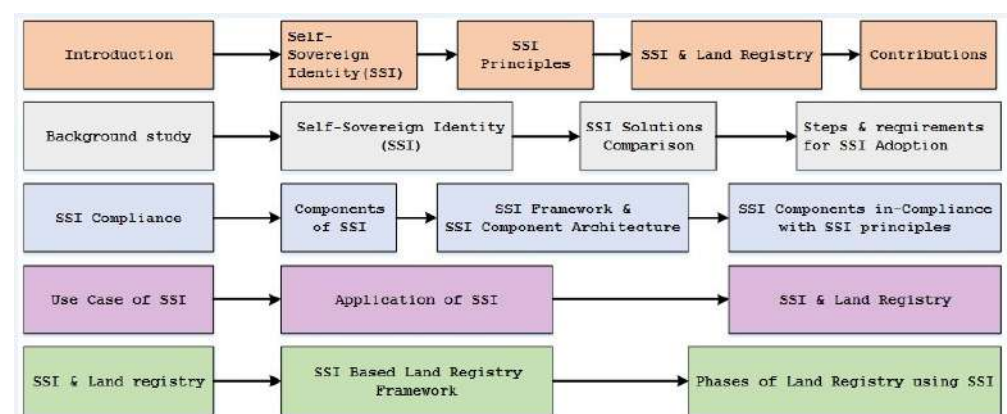 Introduction
Self-
Sovereign
Identity(SSI)
SSI
Principles
SSI & Land Registry
Contributions
Background study
Self-Sovereign Identity
(SSI)
SSI Solutions
Comparison
Steps & requirements
for SSI Adoption
SSI Compliance
Components
of SSI
SSI Framework &
SSI Component Architecture
SSI Components in-Compliance
with SSI principles
Use Case of SSI
Application of SSI
SSI & Land Registry
SSI & Land registry
SSI Based Land Registry
Framework
Phases of Land Registry using SSI